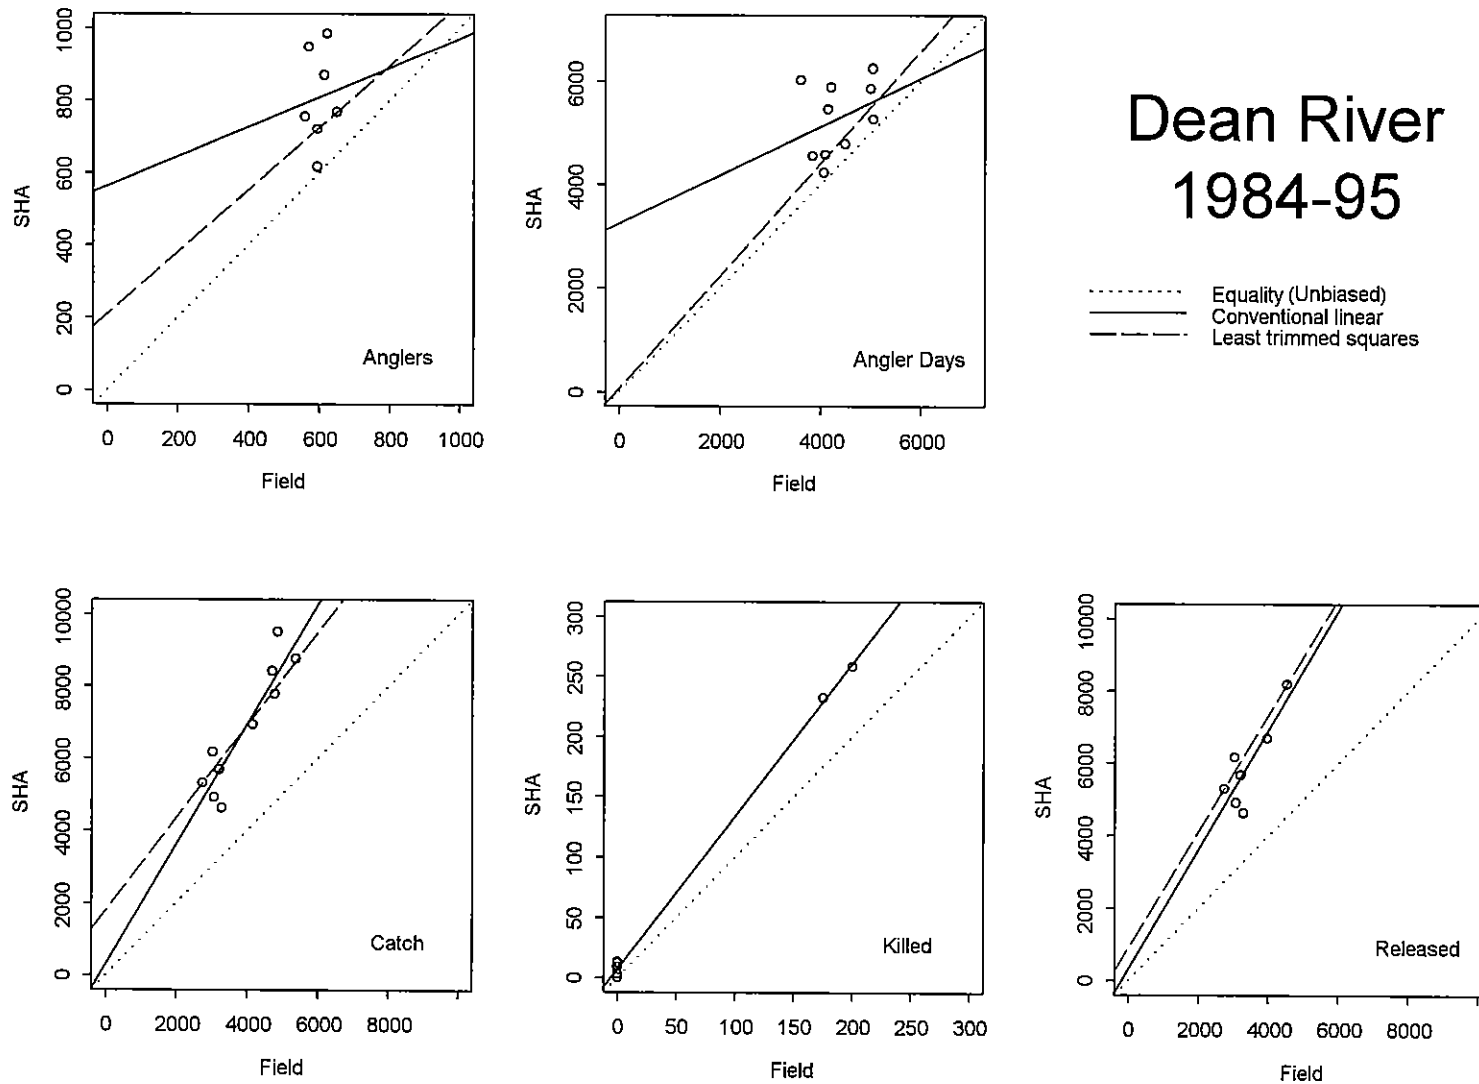 Dean River
1984-95
Equality (Unbiased)
Conventional linear
Least trimmed squares
1000
800
600
400
200
0
SHA
Anglers
0 200 400 600 800 1000
Field
6000
4000
2000
0
SHA
Angler Days
0 2000 4000 6000
Field
10000
8000
6000
4000
2000
0
SHA
Catch
0 2000 4000 6000 8000
Field
300
250
200
150
100
50
0
SHA
Killed
0 50 100 150 200 250 300
Field
10000
8000
6000
4000
2000
0
SHA
Released
0 2000 4000 6000 8000
Field